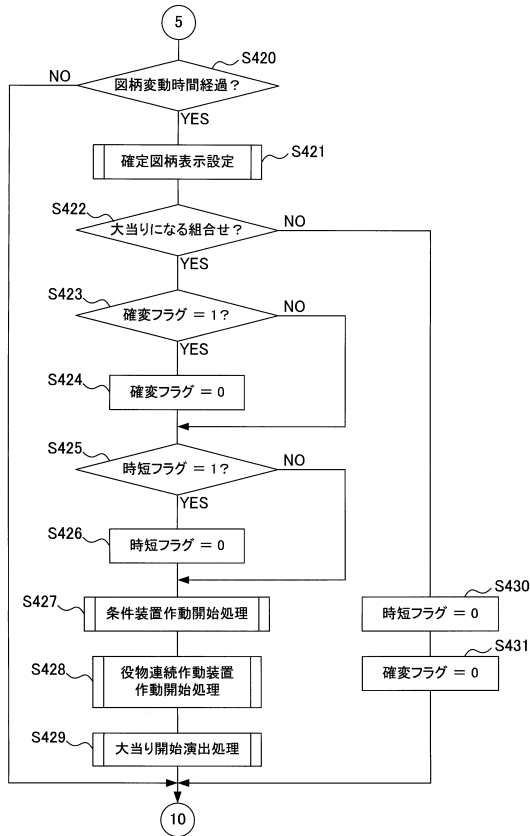 5
S420
図柄変動時間経過?
NO
YES
確定図柄表示設定
S421
S422
大当りになる組合せ?
NO
YES
S423
確変フラグ = 1?
NO
YES
S424
確変フラグ = 0
S425
時短フラグ = 1?
NO
YES
S426
時短フラグ = 0
S427
条件装置作動開始処理
S428
役物連続作動装置
作動開始処理
S429
大当り開始演出処理
S430
時短フラグ = 0
S431
確変フラグ = 0
10